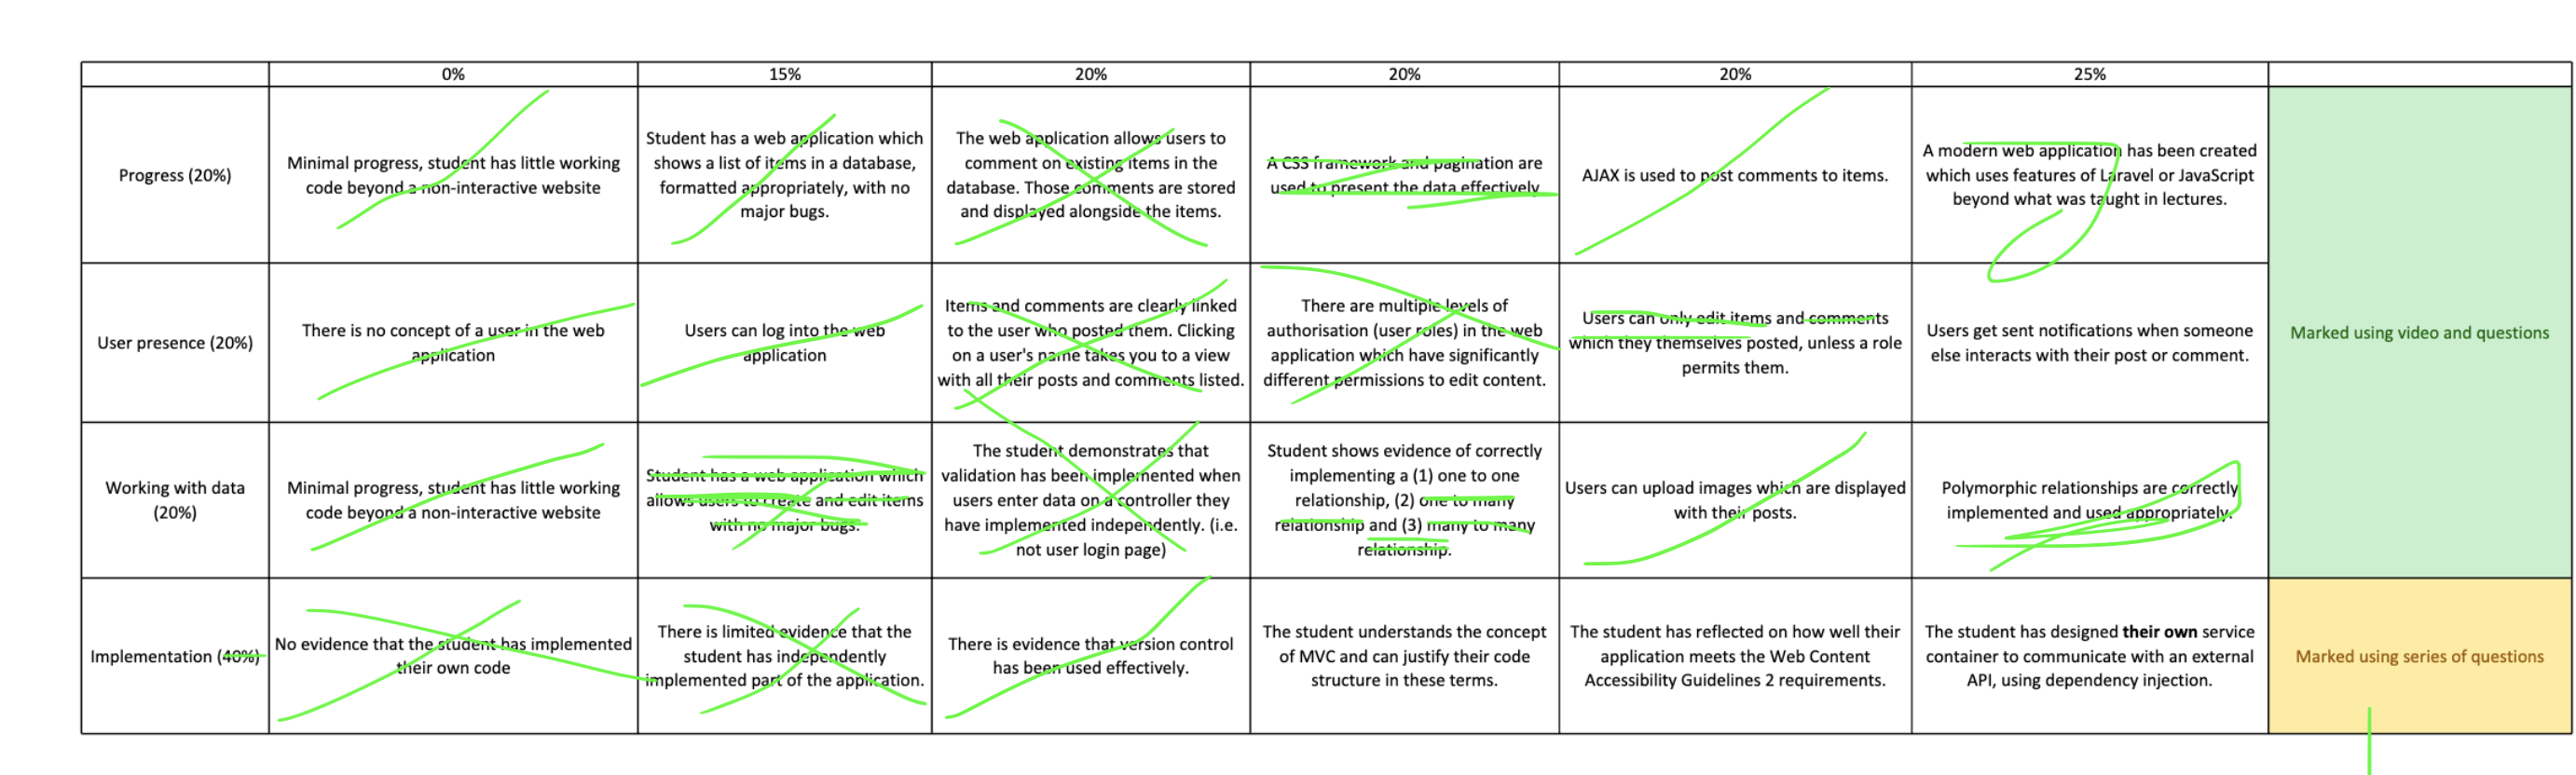 0% 15% 20% 20% 20% 25%
Progress (20%)
Minimal progress, student has little working
code beyond a non-interactive website
Student has a web application which
shows a list of items in a database,
formatted appropriately, with no
major bugs.
The web application allows users to
comment on existing items in the
database. Those comments are stored
and displayed alongside the items.
A CSS framework and pagination are
used to present the data effectively
AJAX is used to post comments to items.
A modern web application has been created
which uses features of Laravel or JavaScript
beyond what was taught in lectures.
Marked using video and questions
User presence (20%)
There is no concept of a user in the web
application
Users can log into the web
application
Items and comments are clearly linked
to the user who posted them. Clicking
on a user's name takes you to a view
with all their posts and comments listed.
There are multiple levels of
authorisation (user roles) in the web
application which have significantly
different permissions to edit content.
Users can only edit items and comments
which they themselves posted, unless a role
permits them.
Users get sent notifications when someone
else interacts with their post or comment.
Working with data
(20%)
Minimal progress, student has little working
code beyond a non-interactive website
Student has a web application which
allows users to create and edit items
with no major bugs.
The student demonstrates that
validation has been implemented when
users enter data on a controller they
have implemented independently. (i.e.
not user login page)
Student shows evidence of correctly
implementing a (1) one to one
relationship, (2) one to many
relationship and (3) many to many
relationship.
Users can upload images which are displayed
with their posts.
Polymorphic relationships are correctly
implemented and used appropriately.
Implementation (40%)
No evidence that the student has implemented
their own code
There is limited evidence that the
student has independently
implemented part of the application.
There is evidence that version control
has been used effectively.
The student understands the concept
of MVC and can justify their code
structure in these terms.
The student has reflected on how well their
application meets the Web Content
Accessibility Guidelines 2 requirements.
The student has designed their own service
container to communicate with an external
API, using dependency injection.
Marked using series of questions